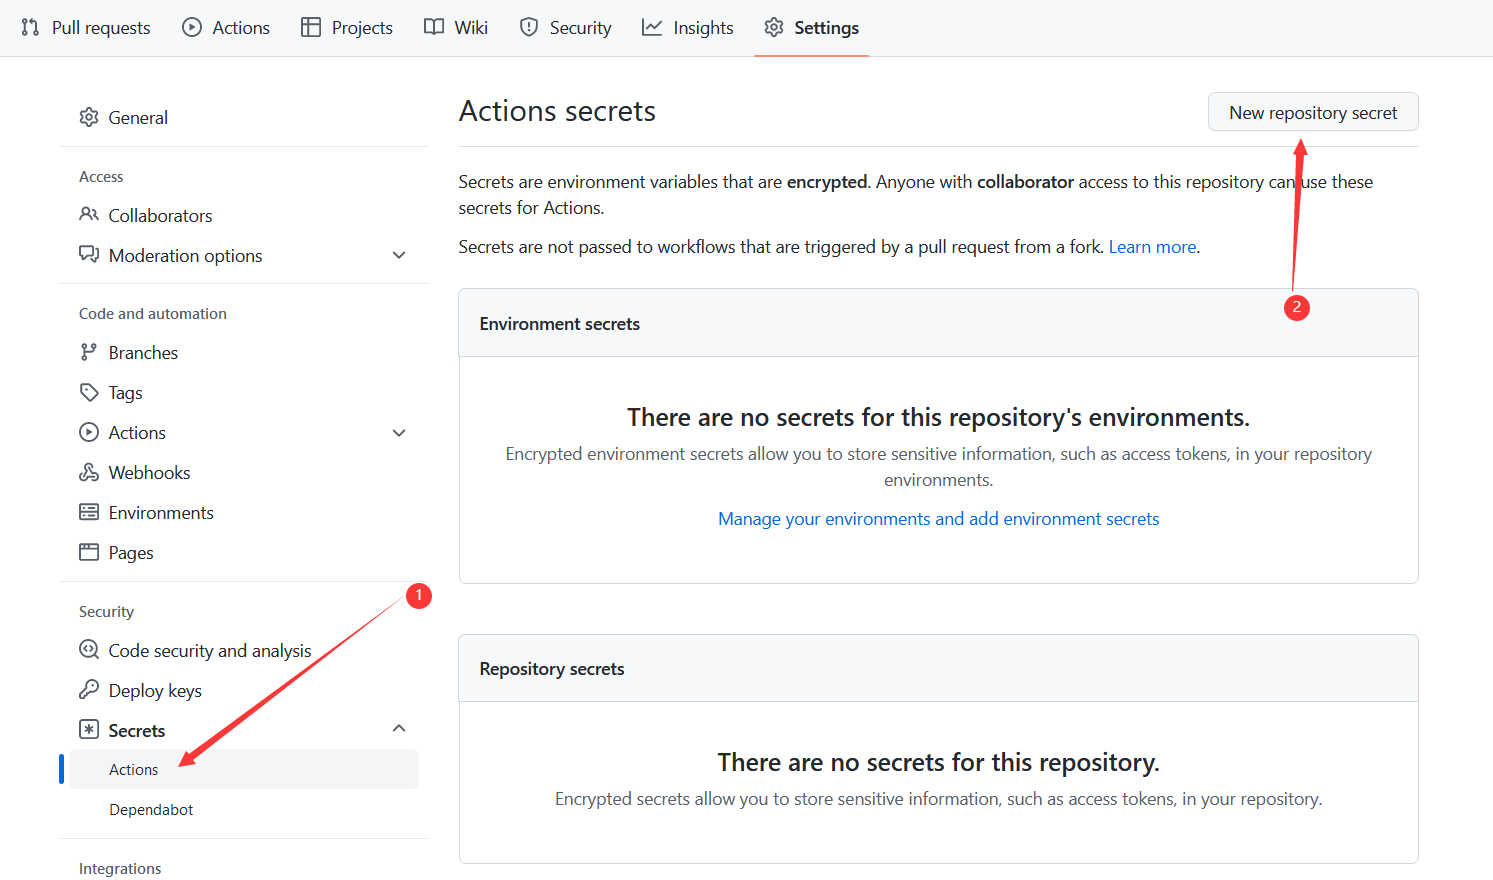 Pull requests Actions Projects Wiki Security Insights Settings
General
Access
Collaborators
Moderation options
Code and automation
Branches
Tags
Actions
Webhooks
Environments
Pages
Security
1
Code security and analysis
Deploy keys
Secrets
Actions
Dependabot
Integrations
Actions secrets
New repository secret
Secrets are environment variables that are encrypted. Anyone with collaborator access to this repository can use these
secrets for Actions.
Secrets are not passed to workflows that are triggered by a pull request from a fork. Learn more.
2
Environment secrets
There are no secrets for this repository's environments.
Encrypted environment secrets allow you to store sensitive information, such as access tokens, in your repository
environments.
Manage your environments and add environment secrets
Repository secrets
There are no secrets for this repository.
Encrypted secrets allow you to store sensitive information, such as access tokens, in your repository.